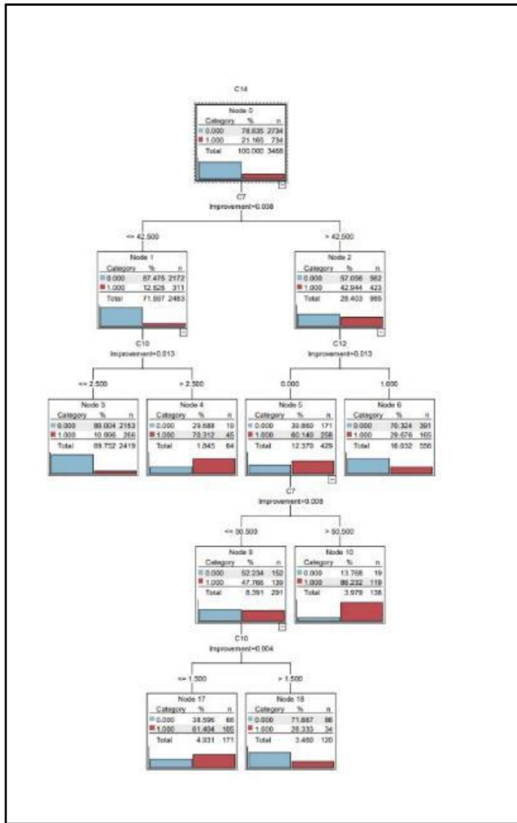 C14
Node 0
Category % n
0.000 78.835 2734
1.000 21.165 734
Total 100.000 3468
C7
Improvement=0.038
<= 42.500 > 42.500
Node 1
Category % n
0.000 87.475 2172
1.000 12.525 311
Total 71.597 2483
Node 2
Category % n
0.000 57.056 562
1.000 42.944 423
Total 28.403 985
C10
Improvement=0.013
C12
Improvement=0.013
<= 2.500 > 2.500 0.000 1.000
Node 3
Category % n
0.000 2153
1.000 266
Total 69.752 2419
Node 4
Category % n
0.000 29.688 19
1.000 70.312 45
Total 1.845 64
Node 5
Category % n
0.000 39.860 171
1.000 60.140 258
Total 12.370 429
Node 6
Category % n
0.000 70.324 391
1.000 29.676 165
Total 16.032 556
C7
Improvement=0.008
<= 50.500 > 50.500
Node 9
Category % n
0.000 52.234 152
1.000 47.766 139
Total 8.391 291
Node 10
Category % n
0.000 13.768 19
1.000 86.232 119
Total 3.979 138
C10
Improvement=0.004
<= 1.500 > 1.500
Node 17
Category % n
0.000 38.596 66
1.000 61.404 105
Total 4.931 171
Node 18
Category % n
0.000 71.667 86
1.000 28.333 34
Total 3.460 120